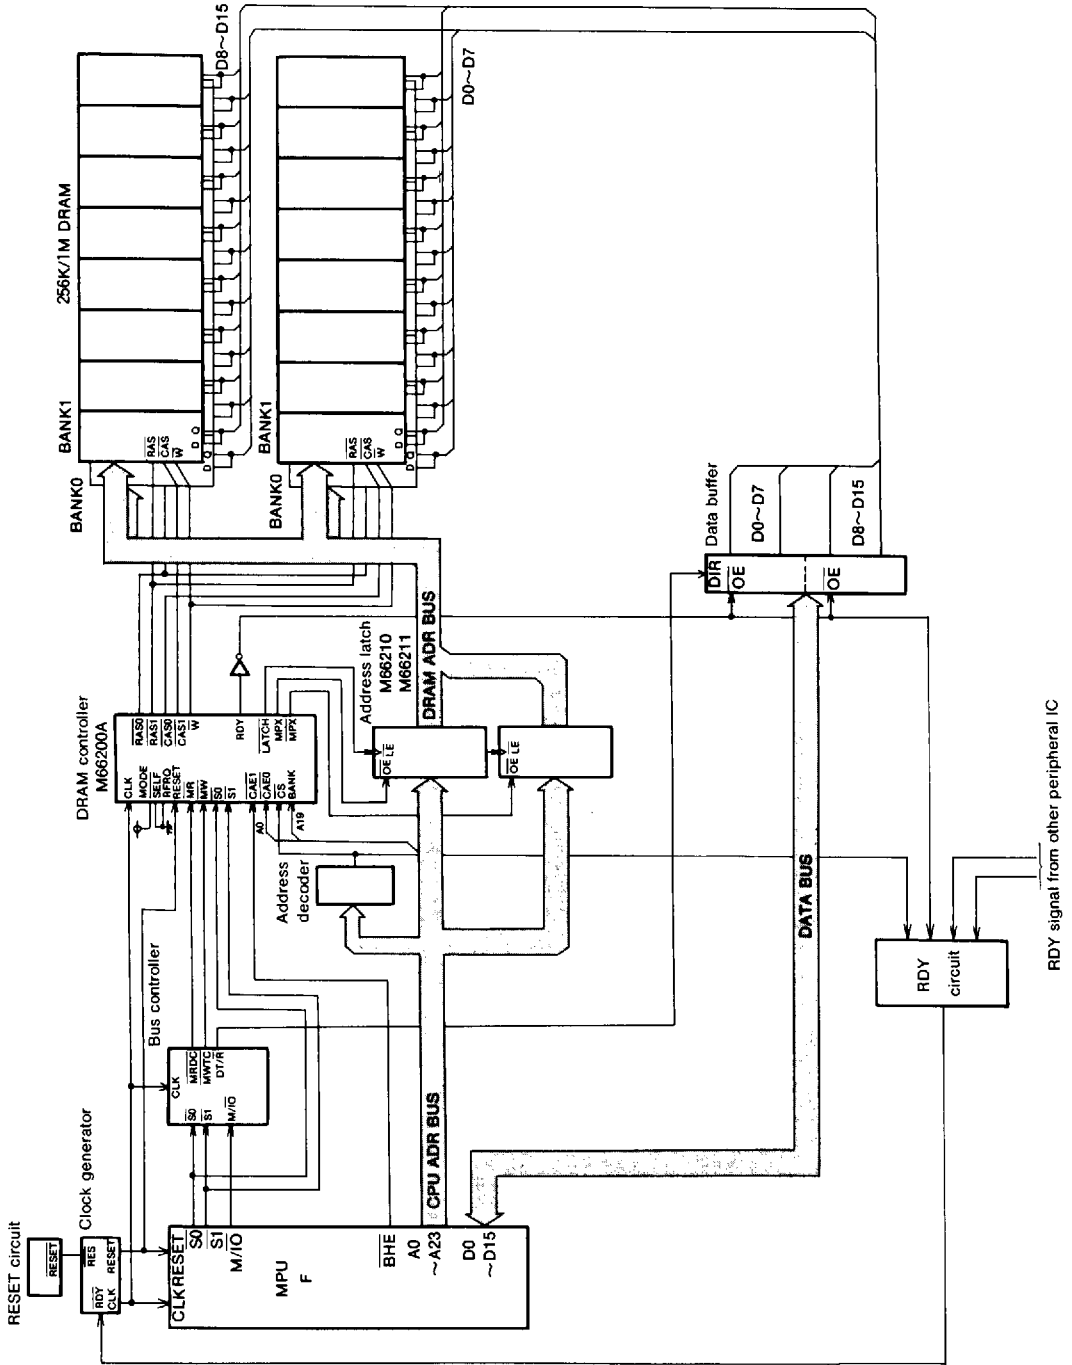 RESET circuit
RESET
Clock generator
RES
RESET
RDY
CLK
CLK
RESET
MPU
F
S0
S1
M/IO
BHE
A0
~A23
D0
~D15
CPU ADR BUS
Bus controller
CLK
S0
S1
M/IO
MRDC
MWTC
DT/R
Address
decoder
DRAM controller
M66200A
CLK
MODE
SELF
RFRQ
RESET
MR
MW
S0
S1
CAE1
CAE0
CS
BANK
A0
A19
RAS0
RAS1
CAS0
CAS1
W
RDY
LATCH
MPX
MPX
Address latch
M66210
M66211
OE
LE
OE
LE
DRAM ADR BUS
256K/1M DRAM
BANK1
BANK0
RAS
CAS
W
D
Q
D
Q
D8~D15
BANK1
BANK0
RAS
CAS
W
D
Q
D
Q
D0~D7
Data buffer
DIR
OE
OE
D0~D7
D8~D15
DATA BUS
RDY
circuit
RDY signal from other peripheral IC